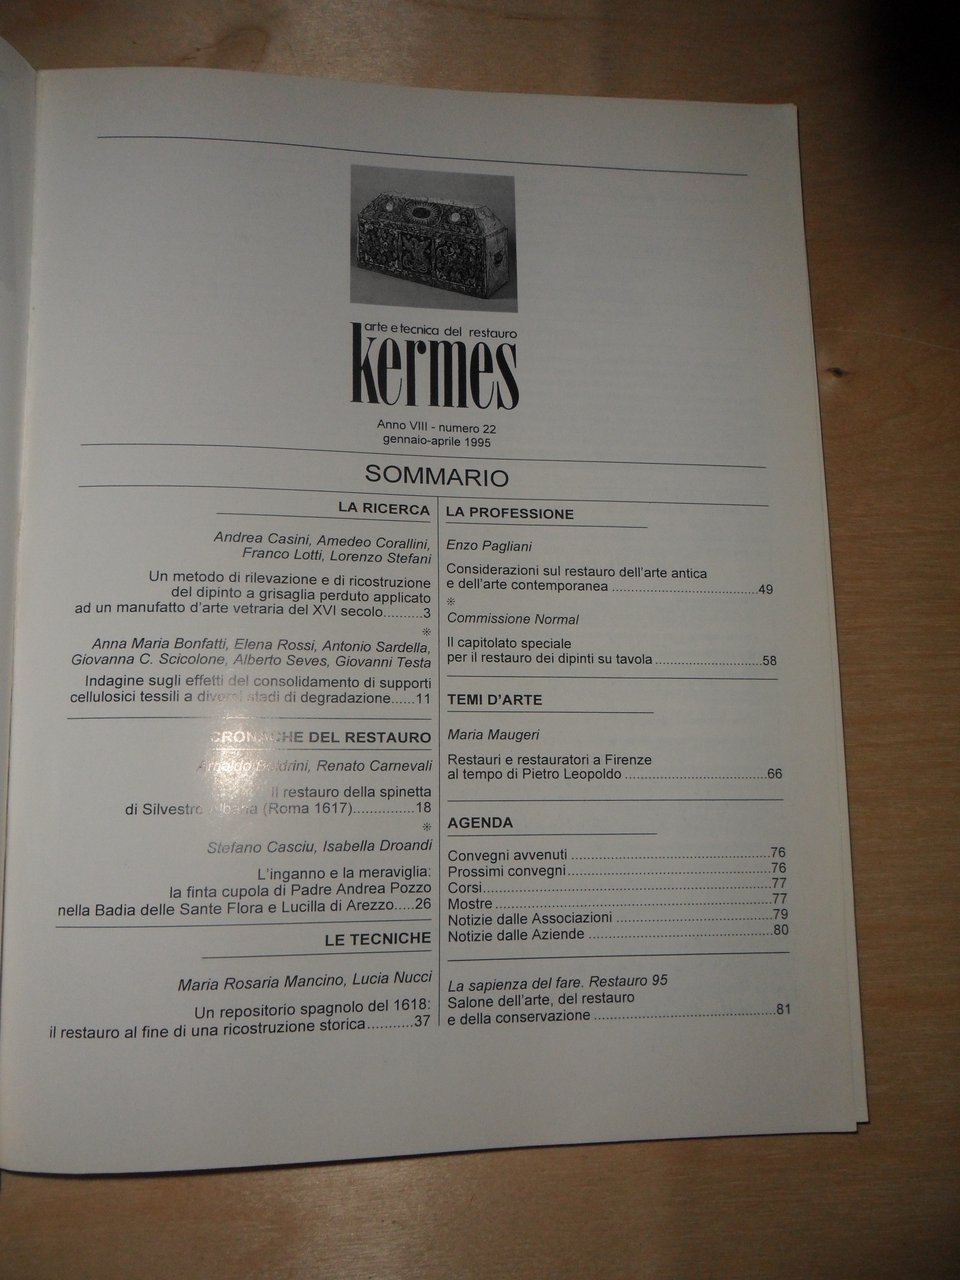 arte e tecnica del restauro
kermes
Anno VIII - numero 22
gennaio-aprile 1995
SOMMARIO
LA RICERCA
Andrea Casini, Amedeo Corallini,
Franco Lotti, Lorenzo Stefani
Un metodo di rilevazione e di ricostruzione
del dipinto a grisaglia perduto applicato
ad un manufatto d'arte vetraria del XVI secolo.........3
※
Anna Maria Bonfatti, Elena Rossi, Antonio Sardella,
Giovanna C. Scicolone, Alberto Seves, Giovanni Testa
Indagine sugli effetti del consolidamento di supporti
cellulosici tessili a diversi stadi di degradazione......11
CRONACHE DEL RESTAURO
Arnaldo Boldrini, Renato Carnevali
Il restauro della spinetta
di Silvestro Albana (Roma 1617)...............18
※
Stefano Casciu, Isabella Droandi
L'inganno e la meraviglia:
la finta cupola di Padre Andrea Pozzo
nella Badia delle Sante Flora e Lucilla di Arezzo.....26
LE TECNICHE
Maria Rosaria Mancino, Lucia Nucci
Un repositorio spagnolo del 1618:
il restauro al fine di una ricostruzione storica...........37
LA PROFESSIONE
Enzo Pagliani
Considerazioni sul restauro dell'arte antica
e dell'arte contemporanea ...................................49
※
Commissione Normal
Il capitolato speciale
per il restauro dei dipinti su tavola ..........................58
TEMI D'ARTE
Maria Maugeri
Restauri e restauratori a Firenze
al tempo di Pietro Leopoldo ..................................66
AGENDA
Convegni avvenuti ................................................76
Prossimi convegni.................................................76
Corsi......................................................................77
Mostre...................................................................77
Notizie dalle Associazioni ......................................79
Notizie dalle Aziende .............................................80
La sapienza del fare. Restauro 95
Salone dell'arte, del restauro
e della conservazione ............................................81